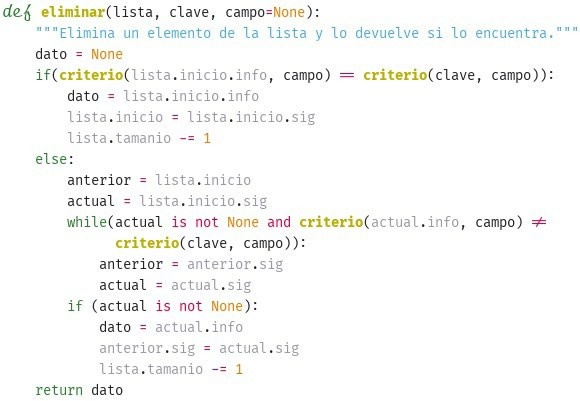 def eliminar(lista, clave, campo=None):
    """Elimina un elemento de la lista y lo devuelve si lo encuentra."""
    dato = None
    if(criterio(lista.inicio.info, campo) == criterio(clave, campo)):
        dato = lista.inicio.info
        lista.inicio = lista.inicio.sig
        lista.tamanio -= 1
    else:
        anterior = lista.inicio
        actual = lista.inicio.sig
        while(actual is not None and criterio(actual.info, campo) !=
              criterio(clave, campo)):
            anterior = anterior.sig
            actual = actual.sig
        if (actual is not None):
            dato = actual.info
            anterior.sig = actual.sig
            lista.tamanio -= 1
    return dato